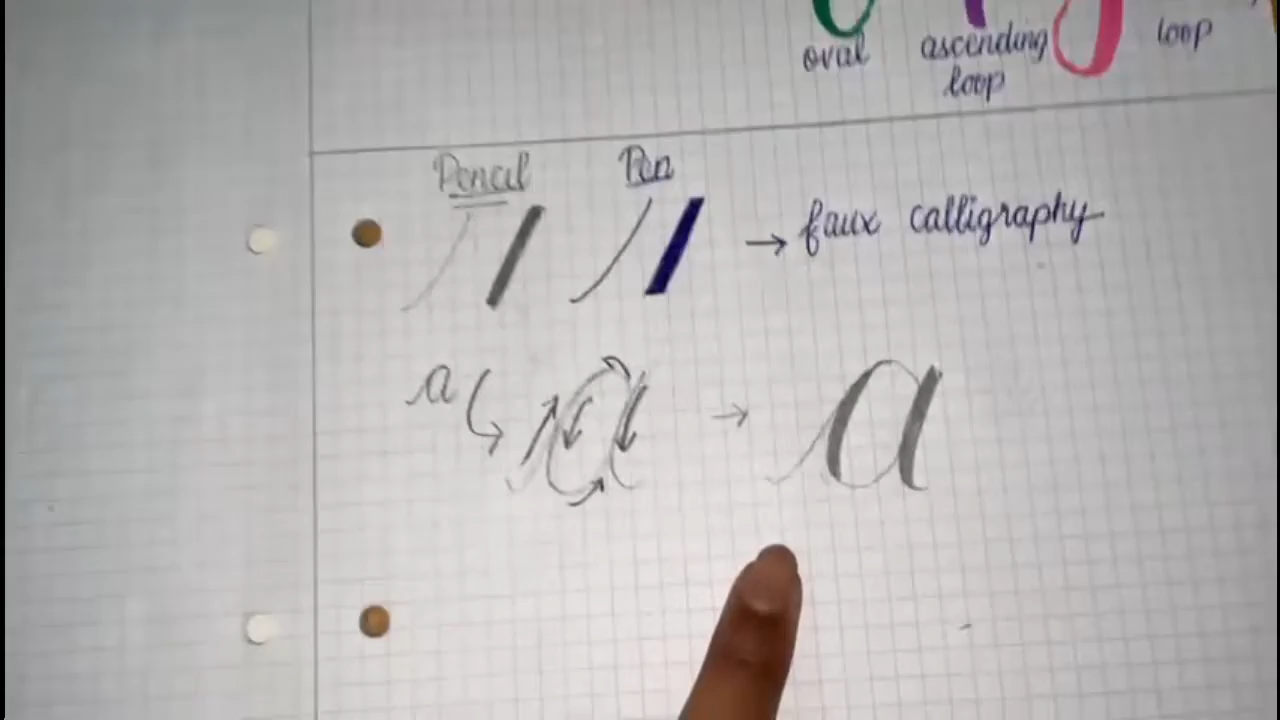 oval ascending loop loop
Pencil Pen
→ faux calligraphy
a → a